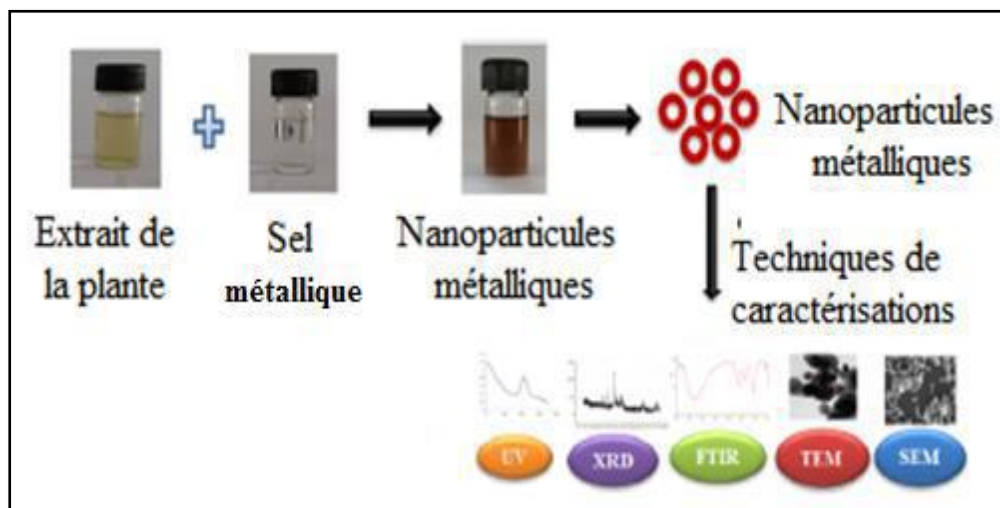 Extrait de
la plante
Sel
métallique
Nanoparticules
métalliques
Nanoparticules
métalliques
Techniques de
caractérisations
UV
XRD
FTIR
TEM
SEM